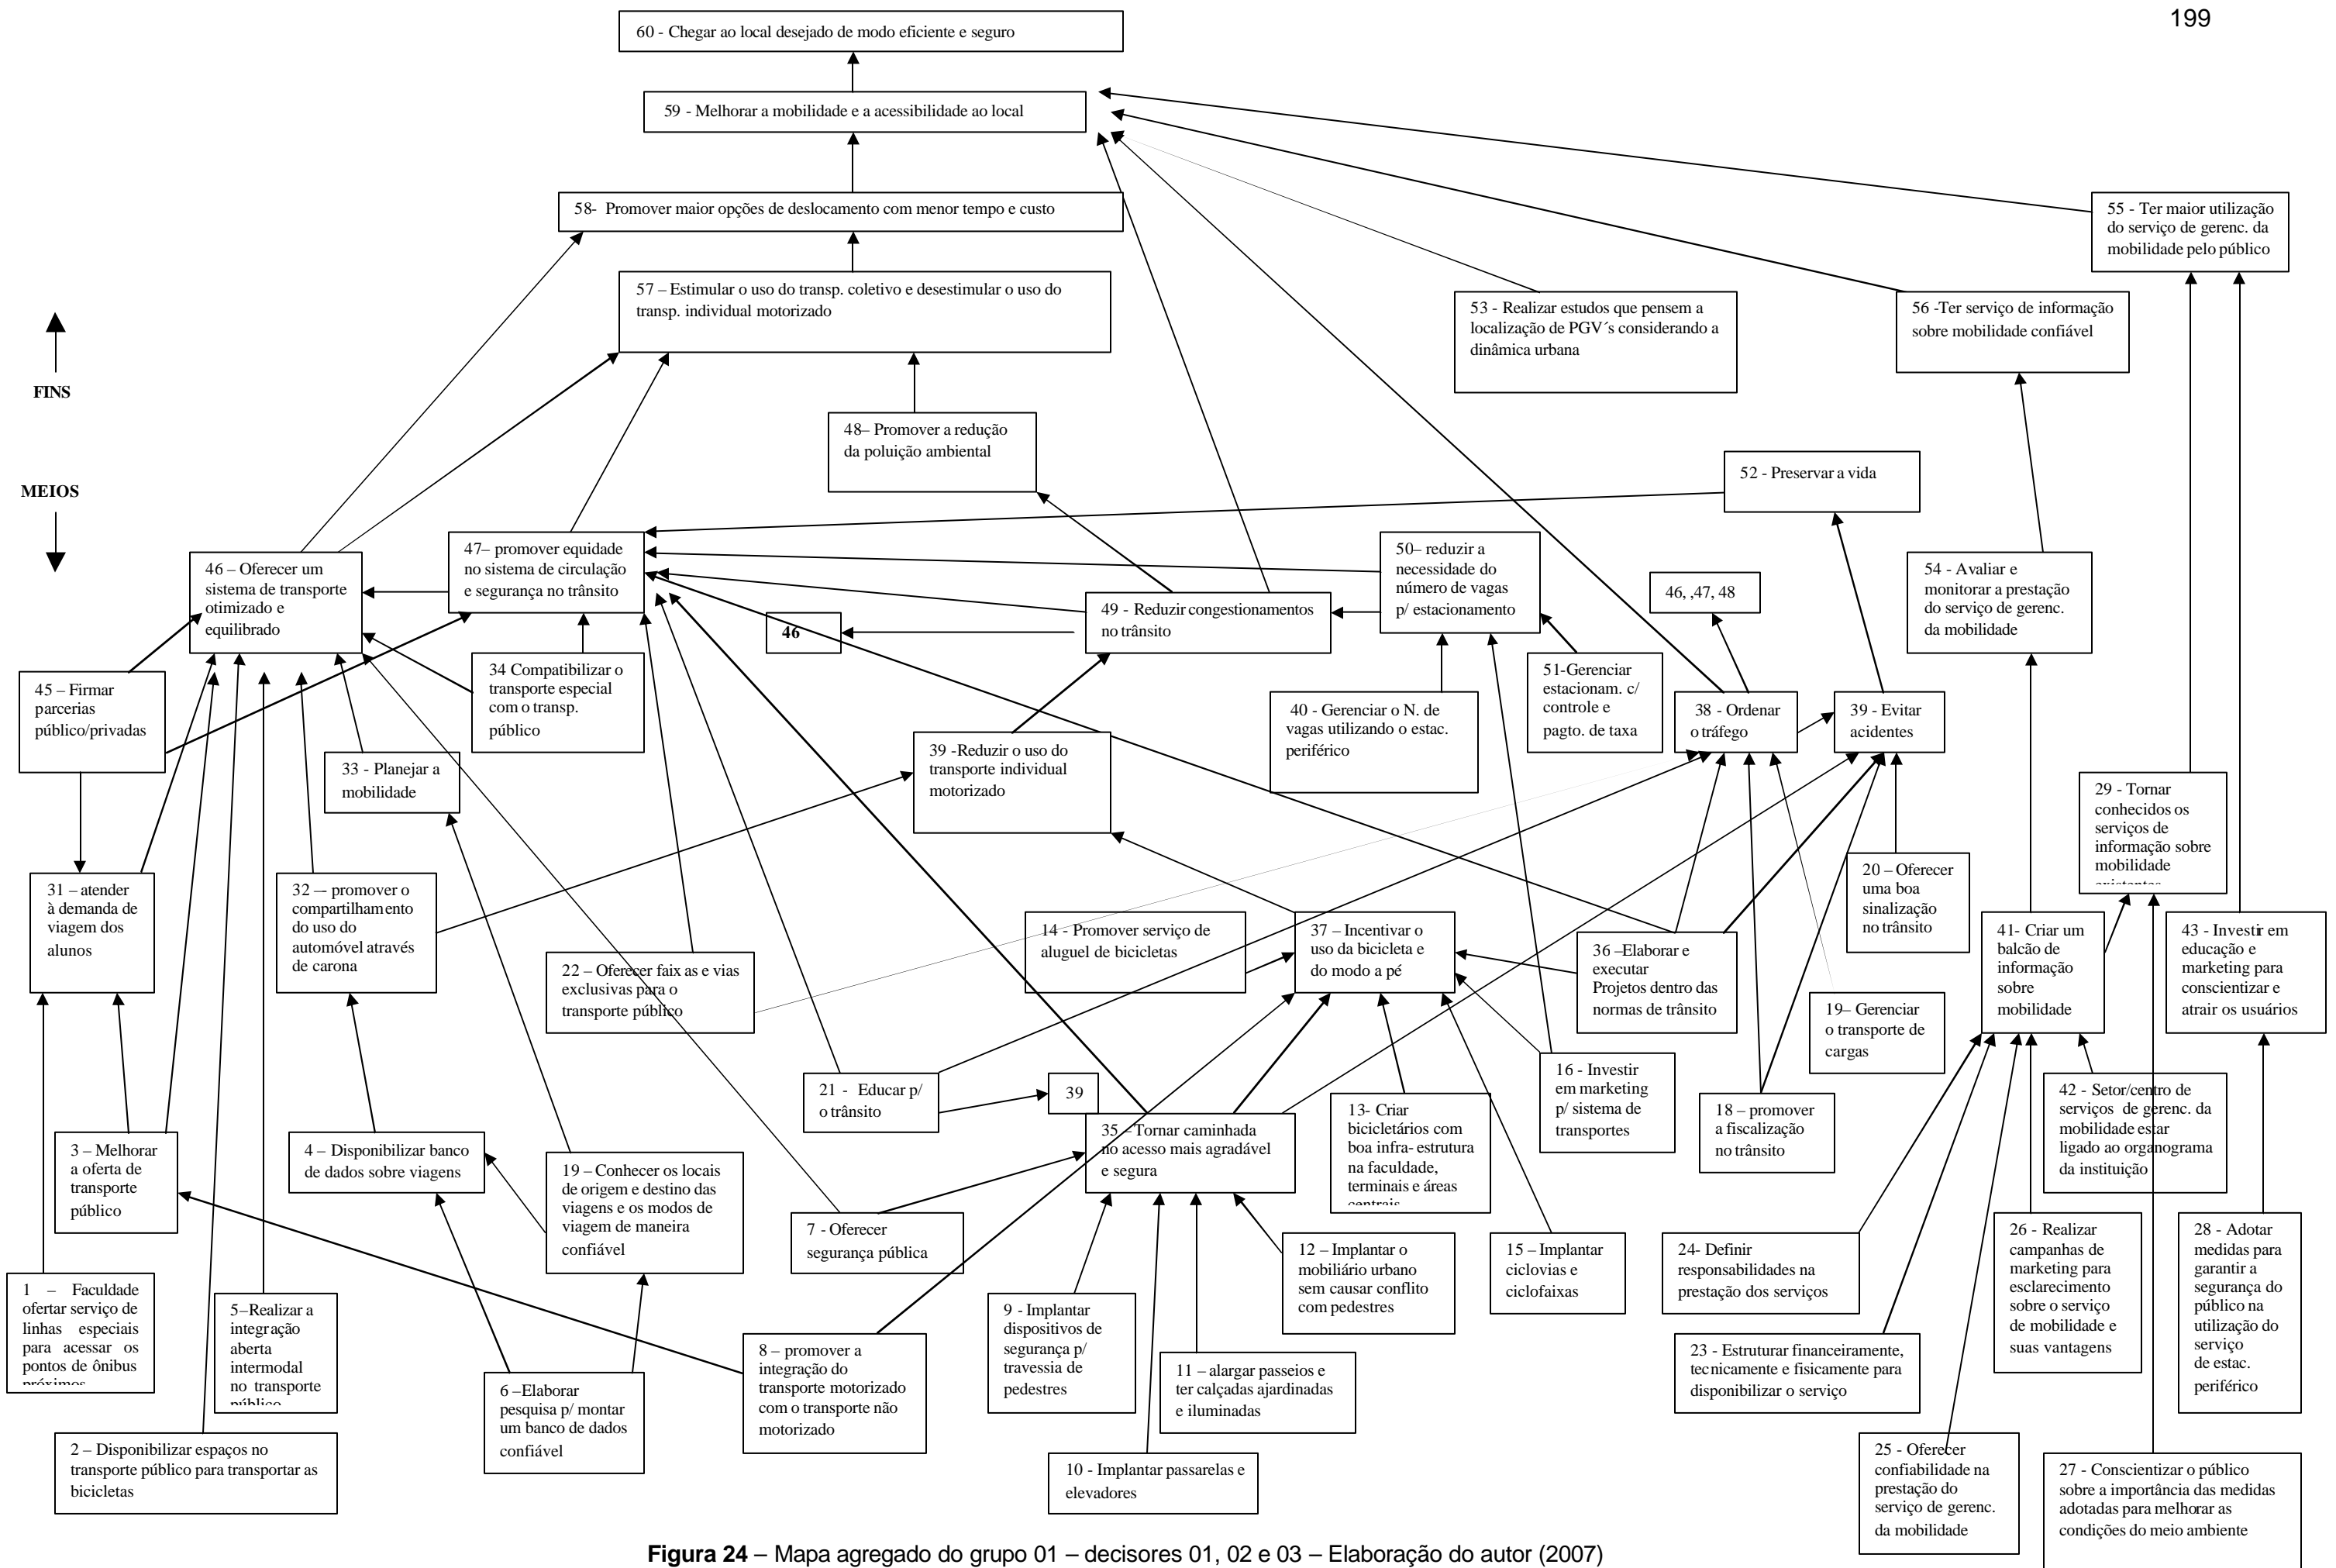 199
60 - Chegar ao local desejado de modo eficiente e seguro
59 - Melhorar a mobilidade e a acessibilidade ao local
58- Promover maior opções de deslocamento com menor tempo e custo
55 - Ter maior utilização
do serviço de gerenc. da
mobilidade pelo público
57 – Estimular o uso do transp. coletivo e desestimular o uso do
transp. individual motorizado
53 - Realizar estudos que pensem a
localização de PGV´s considerando a
dinâmica urbana
56 -Ter serviço de informação
sobre mobilidade confiável
FINS
MEIOS
48– Promover a redução
da poluição ambiental
52 - Preservar a vida
46 – Oferecer um
sistema de transporte
otimizado e
equilibrado
47– promover equidade
no sistema de circulação
e segurança no trânsito
50– reduzir a
necessidade do
número de vagas
p/ estacionamento
46, ,47, 48
54 – Avaliar e
monitorar a prestação
do serviço de gerenc.
da mobilidade
46
49 - Reduzir congestionamentos
no trânsito
45 – Firmar
parcerias
público/privadas
34 Compatibilizar o
transporte especial
com o transp.
público
51-Gerenciar
estacionam. c/
controle e
pagto. de taxa
40 - Gerenciar o N. de
vagas utilizando o estac.
periférico
38 - Ordenar
o tráfego
39 - Evitar
acidentes
33 - Planejar a
mobilidade
39 -Reduzir o uso do
transporte individual
motorizado
29 - Tornar
conhecidos os
serviços de
informação sobre
mobilidade
existentes
31 – atender
à demanda de
viagem dos
alunos
32 –- promover o
compartilhamento
do uso do
automóvel através
de carona
20 – Oferecer
uma boa
sinalização
no trânsito
22 – Oferecer faixas e vias
exclusivas para o
transporte público
14 - Promover serviço de
aluguel de bicicletas
37 – Incentivar o
uso da bicicleta e
do modo a pé
36 –Elaborar e
executar
Projetos dentro das
normas de trânsito
41- Criar um
balcão de
informação
sobre
mobilidade
43 - Investir em
educação e
marketing para
conscientizar e
atrair os usuários
19– Gerenciar
o transporte de
cargas
21 - Educar p/
o trânsito
39
16 - Investir
em marketing
p/ sistema de
transportes
42 - Setor/centro de
serviços de gerenc. da
mobilidade estar
ligado ao organograma
da instituição
3 – Melhorar
a oferta de
transporte
público
4 – Disponibilizar banco
de dados sobre viagens
19 – Conhecer os locais
de origem e destino das
viagens e os modos de
viagem de maneira
confiável
35 –Tornar caminhada
no acesso mais agradável
e segura
13- Criar
bicicletários com
boa infra- estrutura
na faculdade,
terminais e áreas
centrais
18 – promover
a fiscalização
no trânsito
7 - Oferecer
segurança pública
12 – Implantar o
mobiliário urbano
sem causar conflito
com pedestres
15 – Implantar
ciclovias e
ciclofaixas
24- Definir
responsabilidades na
prestação dos serviços
26 - Realizar
campanhas de
marketing para
esclarecimento
sobre o serviço
de mobilidade e
suas vantagens
28 - Adotar
medidas para
garantir a
segurança do
público na
utilização do
serviço
de estac.
periférico
1 – Faculdade
ofertar serviço de
linhas especiais
para acessar os
pontos de ônibus
próximos
5–Realizar a
integração
aberta
intermodal
no transporte
público
9 - Implantar
dispositivos de
segurança p/
travessia de
pedestres
8 – promover a
integração do
transporte motorizado
com o transporte não
motorizado
11 – alargar passeios e
ter calçadas ajardinadas
e iluminadas
23 - Estruturar financeiramente,
tecnicamente e fisicamente para
disponibilizar o serviço
6 –Elaborar
pesquisa p/ montar
um banco de dados
confiável
2 – Disponibilizar espaços no
transporte público para transportar as
bicicletas
10 - Implantar passarelas e
elevadores
25 - Oferecer
confiabilidade na
prestação do
serviço de gerenc.
da mobilidade
27 - Conscientizar o público
sobre a importância das medidas
adotadas para melhorar as
condições do meio ambiente
Figura 24 – Mapa agregado do grupo 01 – decisores 01, 02 e 03 – Elaboração do autor (2007)